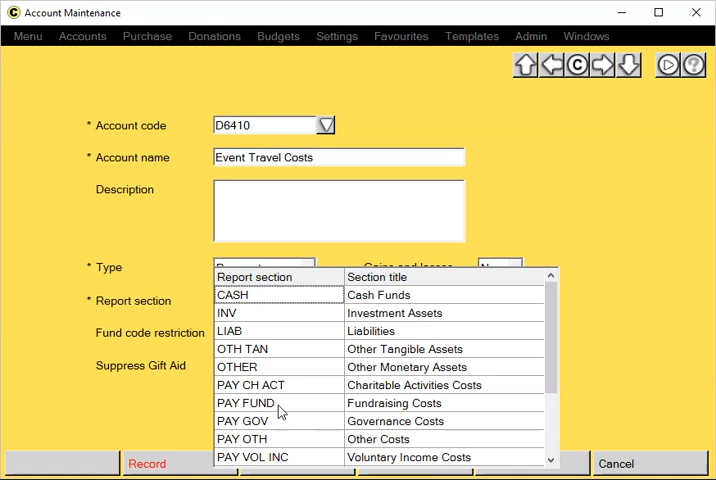 Account Maintenance
Menu Accounts Purchase Donations Budgets Settings Favourites Templates Admin Windows
* Account code D6410
* Account name Event Travel Costs
Description
* Type
* Report section
Fund code restriction
Suppress Gift Aid
Report section Section title
CASH Cash Funds
INV Investment Assets
LIAB Liabilities
OTH TAN Other Tangible Assets
OTHER Other Monetary Assets
PAY CH ACT Charitable Activities Costs
PAY FUND Fundraising Costs
PAY GOV Governance Costs
PAY OTH Other Costs
PAY VOL INC Voluntary Income Costs
Record Cancel